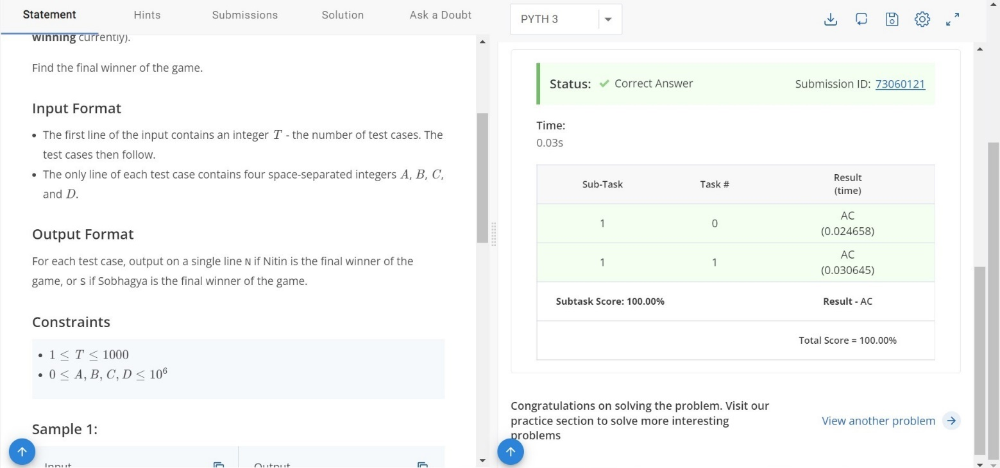 Statement
Hints
Submissions
Solution
Ask a Doubt
winning currently).
Find the final winner of the game.
Input Format
• The first line of the input contains an integer T - the number of test cases. The
test cases then follow.
• The only line of each test case contains four space-separated integers A, B, C,
and D.
Output Format
For each test case, output on a single line N if Nitin is the final winner of the
game, or S if Sobhagya is the final winner of the game.
Constraints
• 1 ≤ T ≤ 1000
• 0 ≤ A, B, C, D ≤ 10⁶
Sample 1:
Input
Output
PYTH 3
Status: ✓ Correct Answer
Submission ID: 73060121
Time:
0.03s
Sub-Task
Task #
Result
(time)
1
0
AC
(0.024658)
1
1
AC
(0.030645)
Subtask Score: 100.00%
Result - AC
Total Score = 100.00%
Congratulations on solving the problem. Visit our
practice section to solve more interesting
problems
View another problem